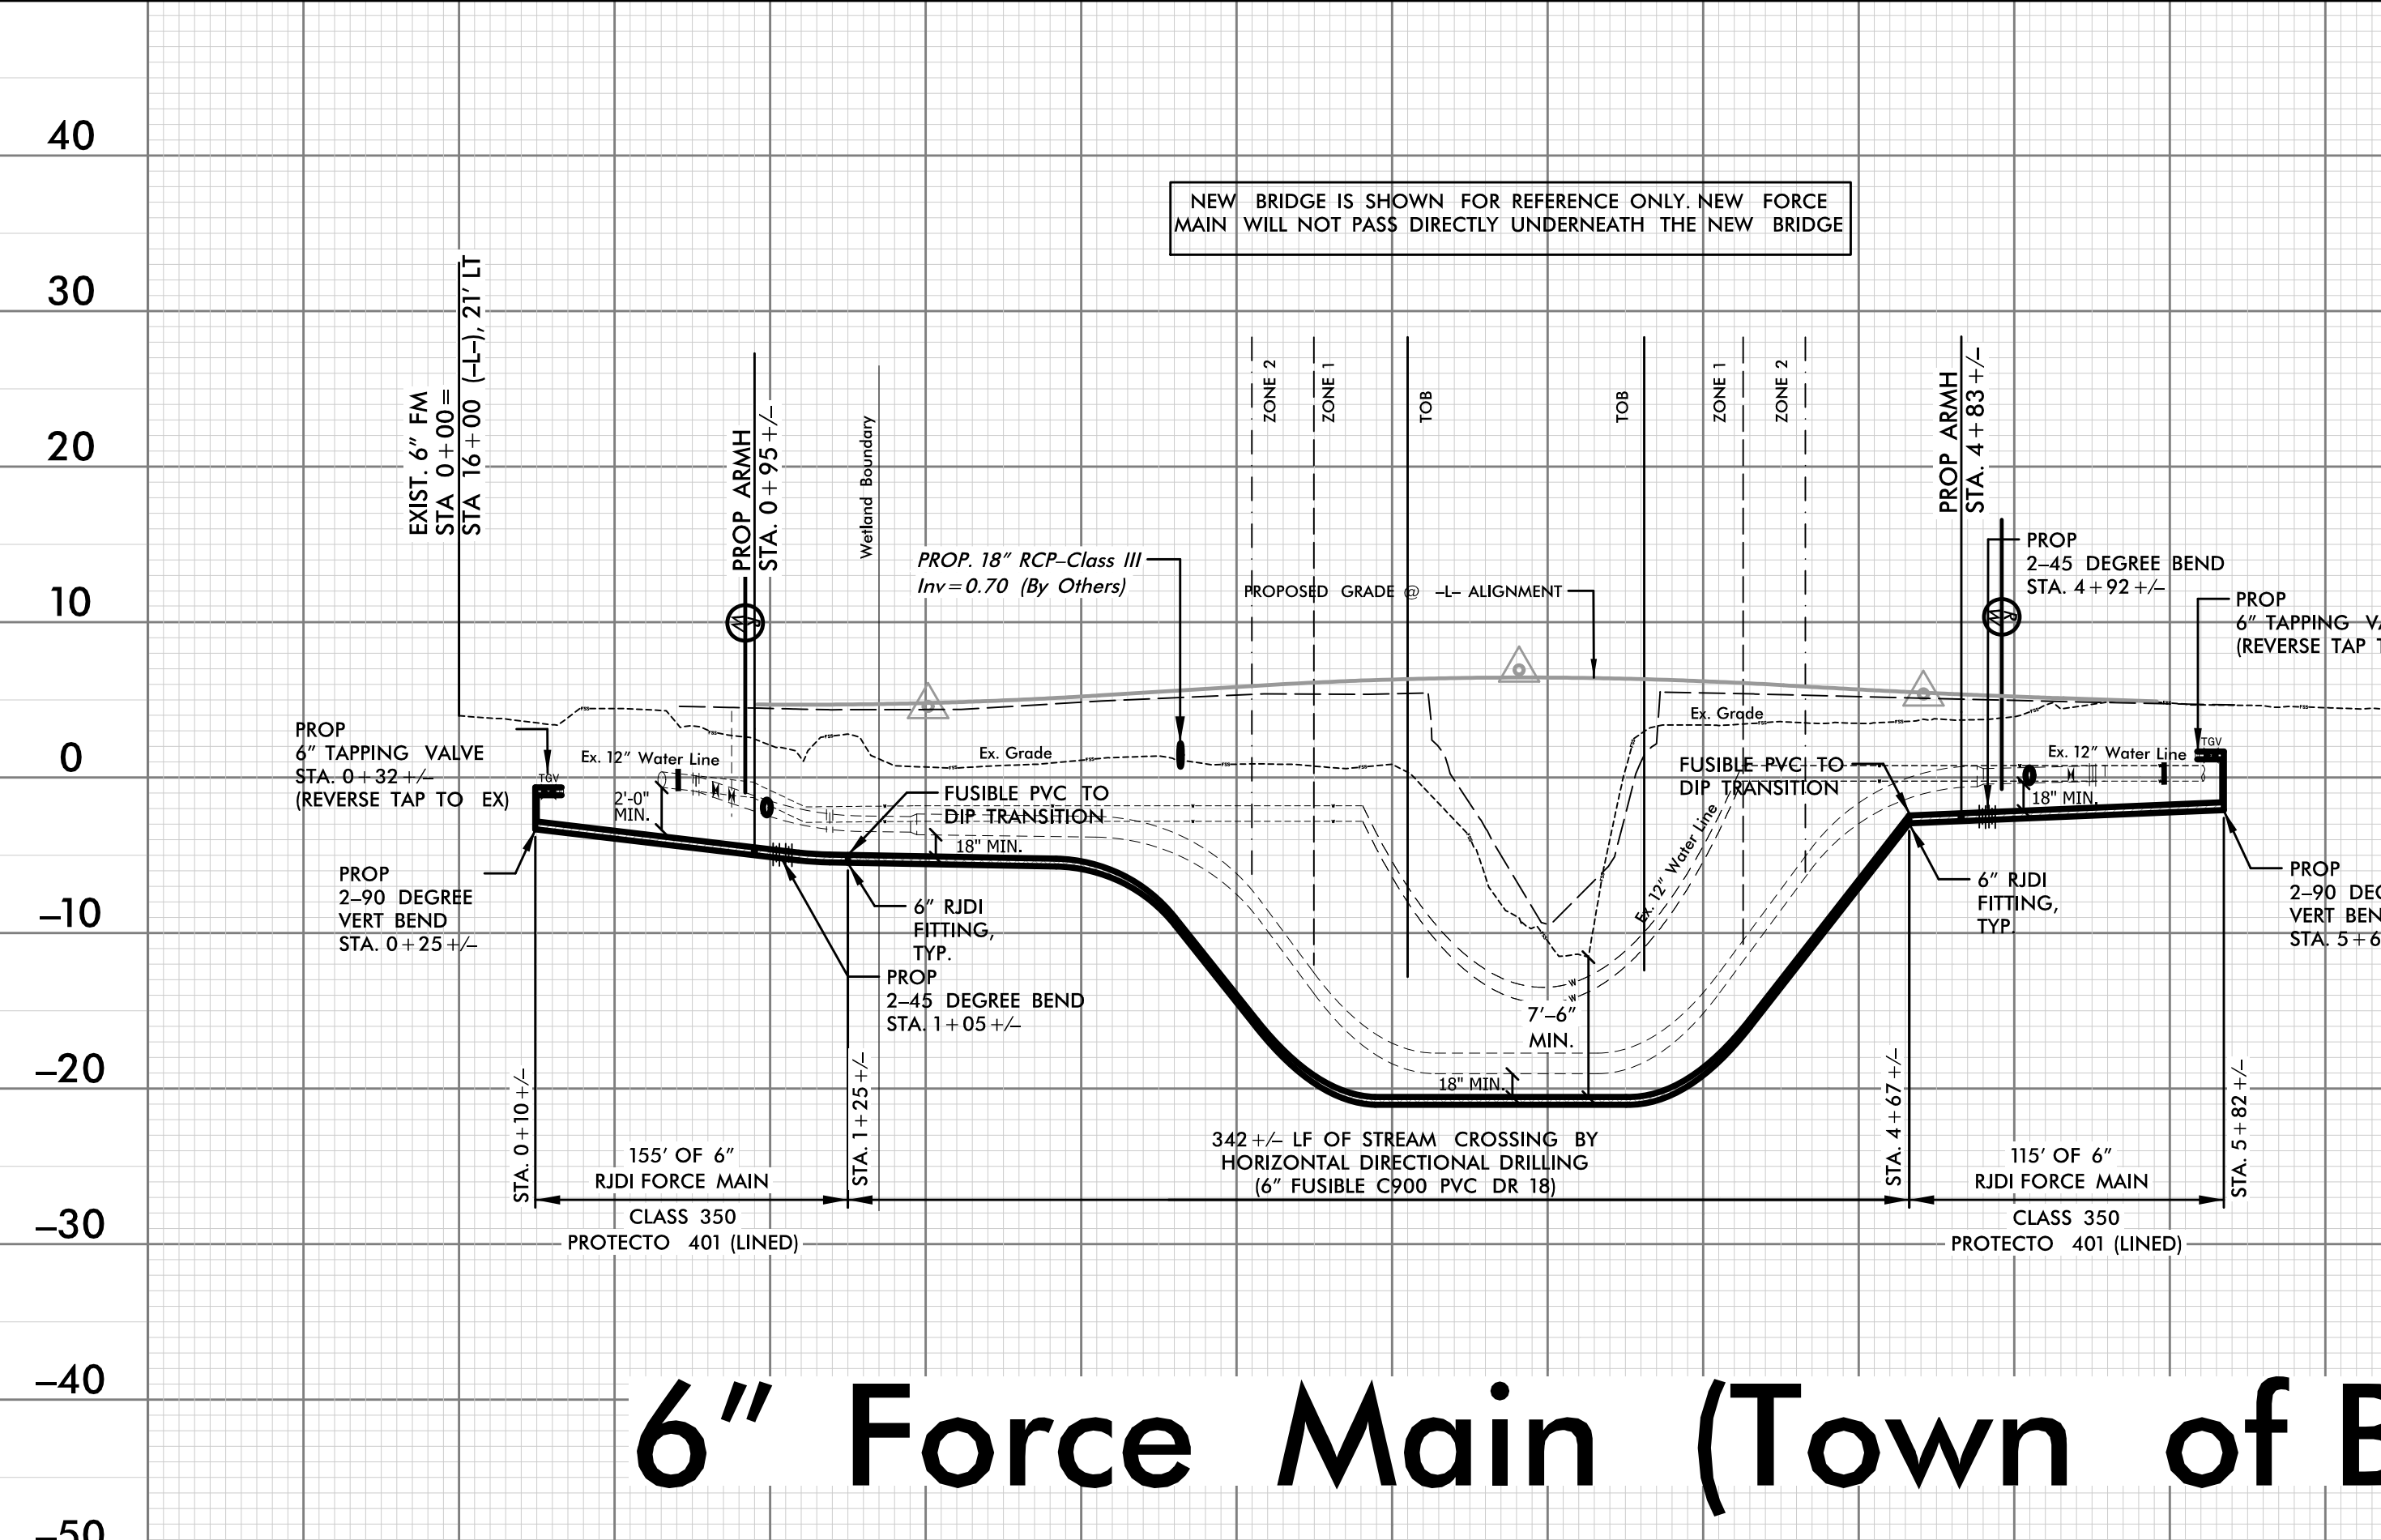 40
30
20
10
0
–10
–20
–30
–40
–50
NEW BRIDGE IS SHOWN FOR REFERENCE ONLY. NEW FORCE
MAIN WILL NOT PASS DIRECTLY UNDERNEATH THE NEW BRIDGE
EXIST. 6" FM
STA 0+00=
STA 16+00 (–L–), 21' LT
PROP ARMH
STA. 0+95+/–
Wetland Boundary
ZONE 2
ZONE 1
TOB
TOB
ZONE 1
ZONE 2
PROP ARMH
STA. 4+83+/–
PROP
2–45 DEGREE BEND
STA. 4+92+/–
PROP
6" TAPPING VA
(REVERSE TAP T
PROP. 18" RCP–Class III
Inv=0.70 (By Others)
PROPOSED GRADE @ –L– ALIGNMENT
PROP
6" TAPPING VALVE
STA. 0+32+/–
(REVERSE TAP TO EX)
TGV
Ex. 12" Water Line
2'-0"
MIN.
Ex. Grade
Ex. Grade
FUSIBLE PVC TO
DIP TRANSITION
18" MIN.
FUSIBLE PVC TO
DIP TRANSITION
Ex. 12" Water Line
Ex. 12" Water Line
TGV
18" MIN.
PROP
2–90 DEGREE
VERT BEND
STA. 0+25+/–
6" RJDI
FITTING,
TYP.
PROP
2–45 DEGREE BEND
STA. 1+05+/–
6" RJDI
FITTING,
TYP.
PROP
2–90 DEG
VERT BEN
STA. 5+6
7'–6"
MIN.
18" MIN.
STA. 0+10+/–
155' OF 6"
RJDI FORCE MAIN
CLASS 350
PROTECTO 401 (LINED)
STA. 1+25+/–
342+/– LF OF STREAM CROSSING BY
HORIZONTAL DIRECTIONAL DRILLING
(6" FUSIBLE C900 PVC DR 18)
STA. 4+67+/–
115' OF 6"
RJDI FORCE MAIN
CLASS 350
PROTECTO 401 (LINED)
STA. 5+82+/–
6" Force Main (Town of B